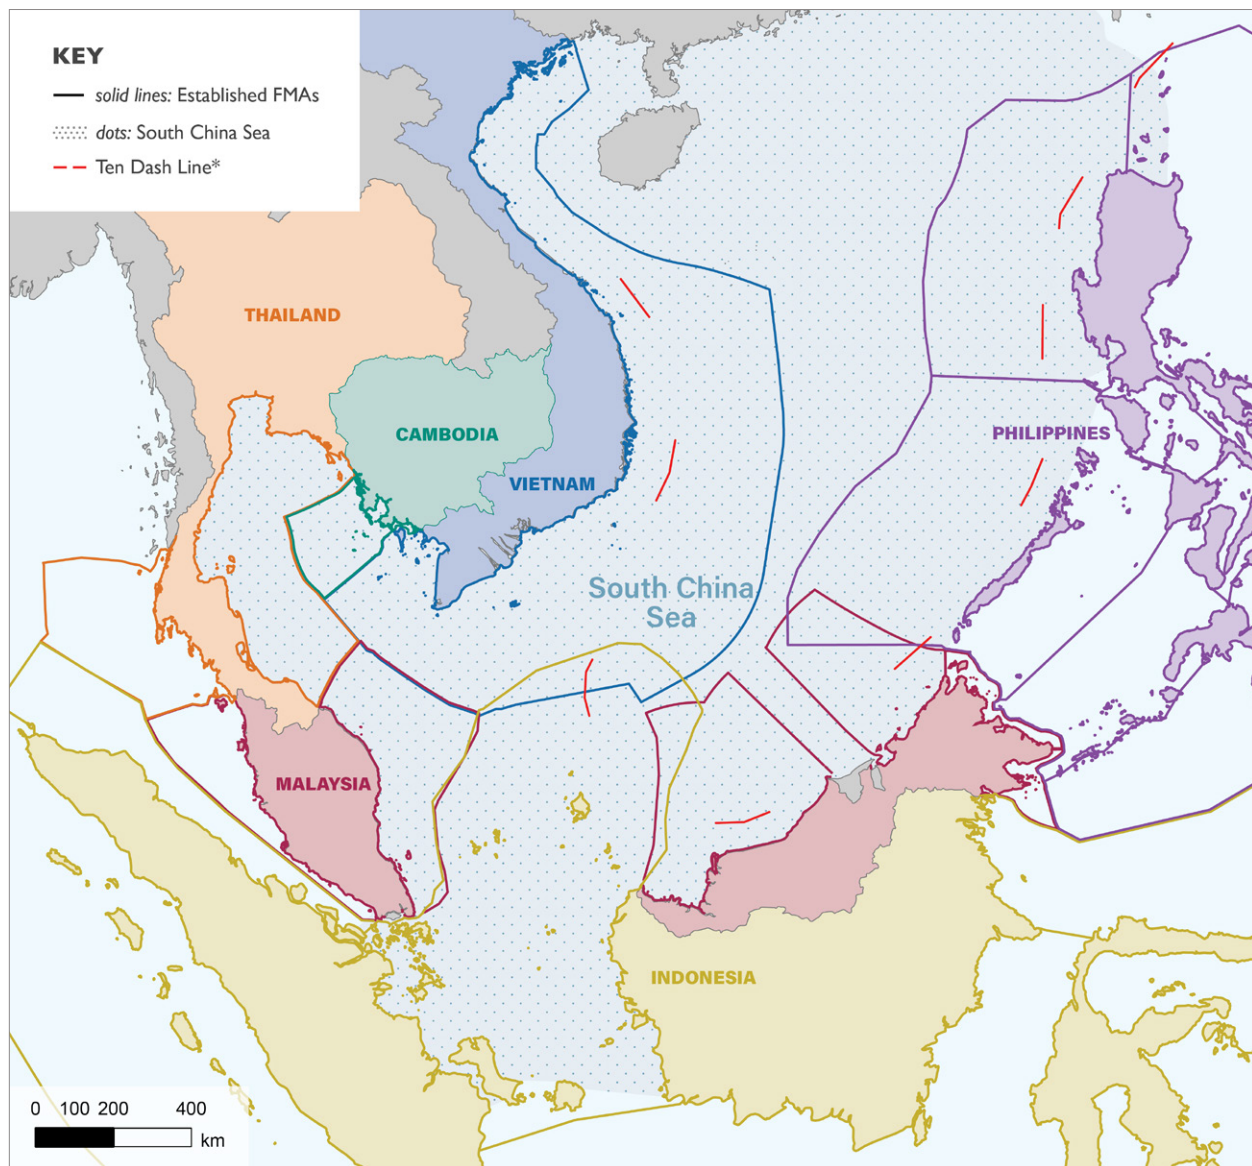 KEY
solid lines: Established FMAs
dots: South China Sea
Ten Dash Line*
THAILAND
CAMBODIA
PHILIPPINES
VIETNAM
South China
Sea
MALAYSIA
INDONESIA
0 100 200 400
km